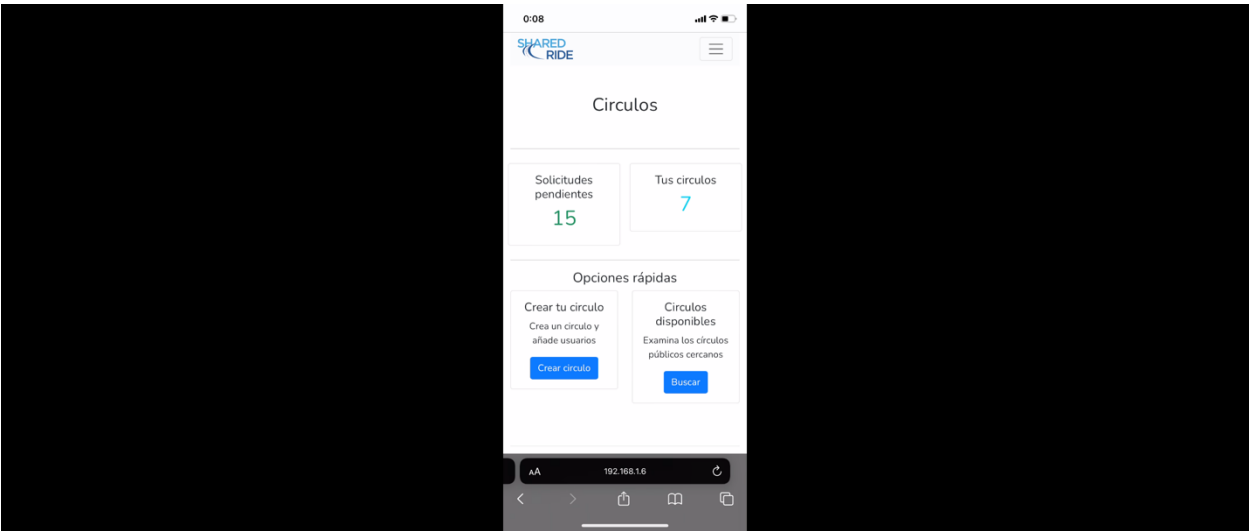 0:08
SHARED
RIDE
Circulos
Solicitudes
pendientes
15
Tus circulos
7
Opciones rápidas
Crear tu circulo
Crea un circulo y
añade usuarios
Crear circulo
Circulos
disponibles
Examina los círculos
públicos cercanos
Buscar
AA
192.168.1.6